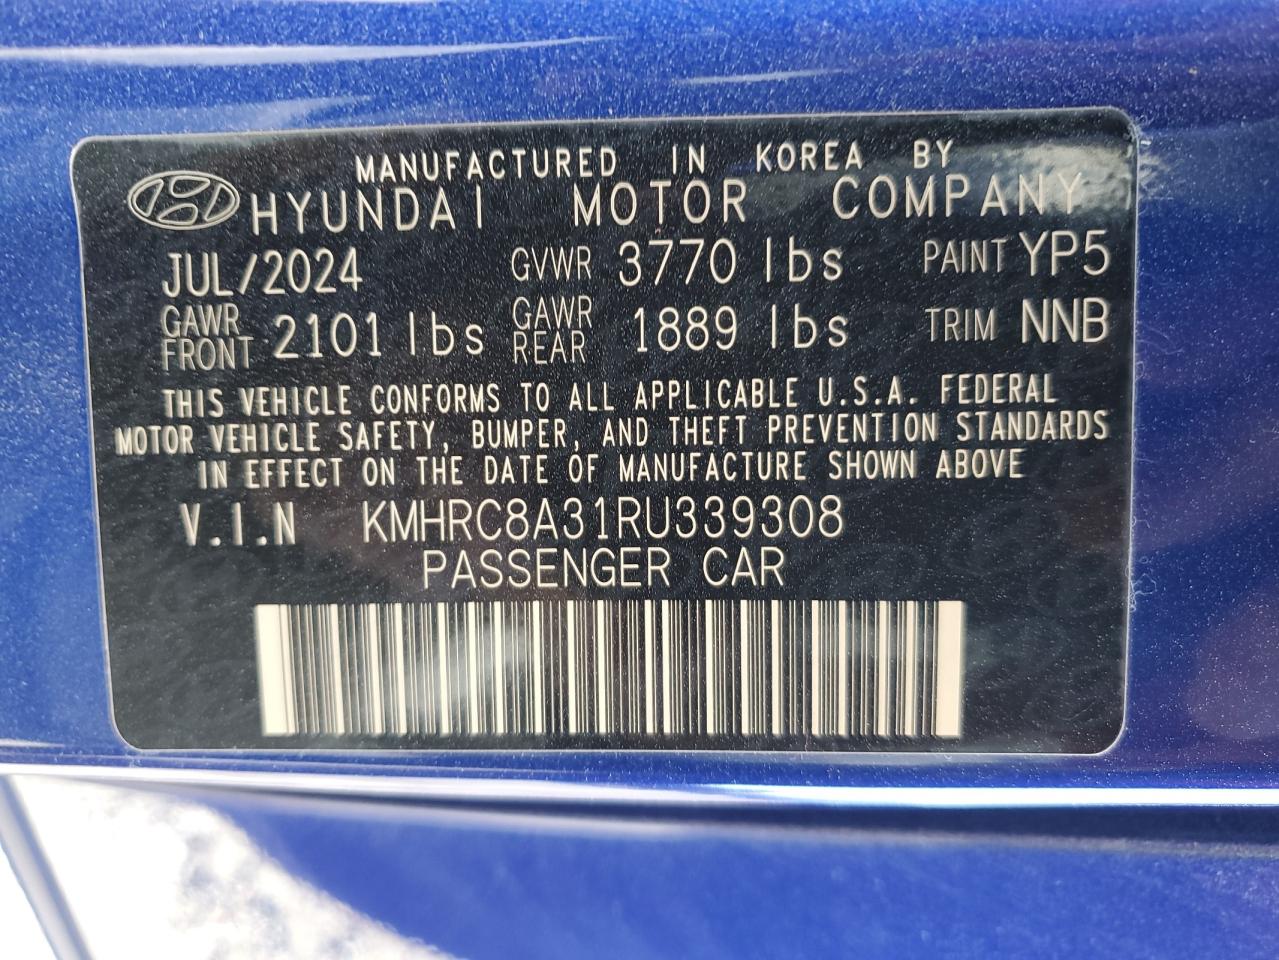 MANUFACTURED IN KOREA BY
HYUNDAI MOTOR COMPANY
JUL/2024 GVWR 3770 lbs PAINT YP5
GAWR FRONT 2101 lbs GAWR REAR 1889 lbs TRIM NNB
THIS VEHICLE CONFORMS TO ALL APPLICABLE U.S.A. FEDERAL
MOTOR VEHICLE SAFETY, BUMPER, AND THEFT PREVENTION STANDARDS
IN EFFECT ON THE DATE OF MANUFACTURE SHOWN ABOVE
V.I.N KMHRC8A31RU339308
PASSENGER CAR